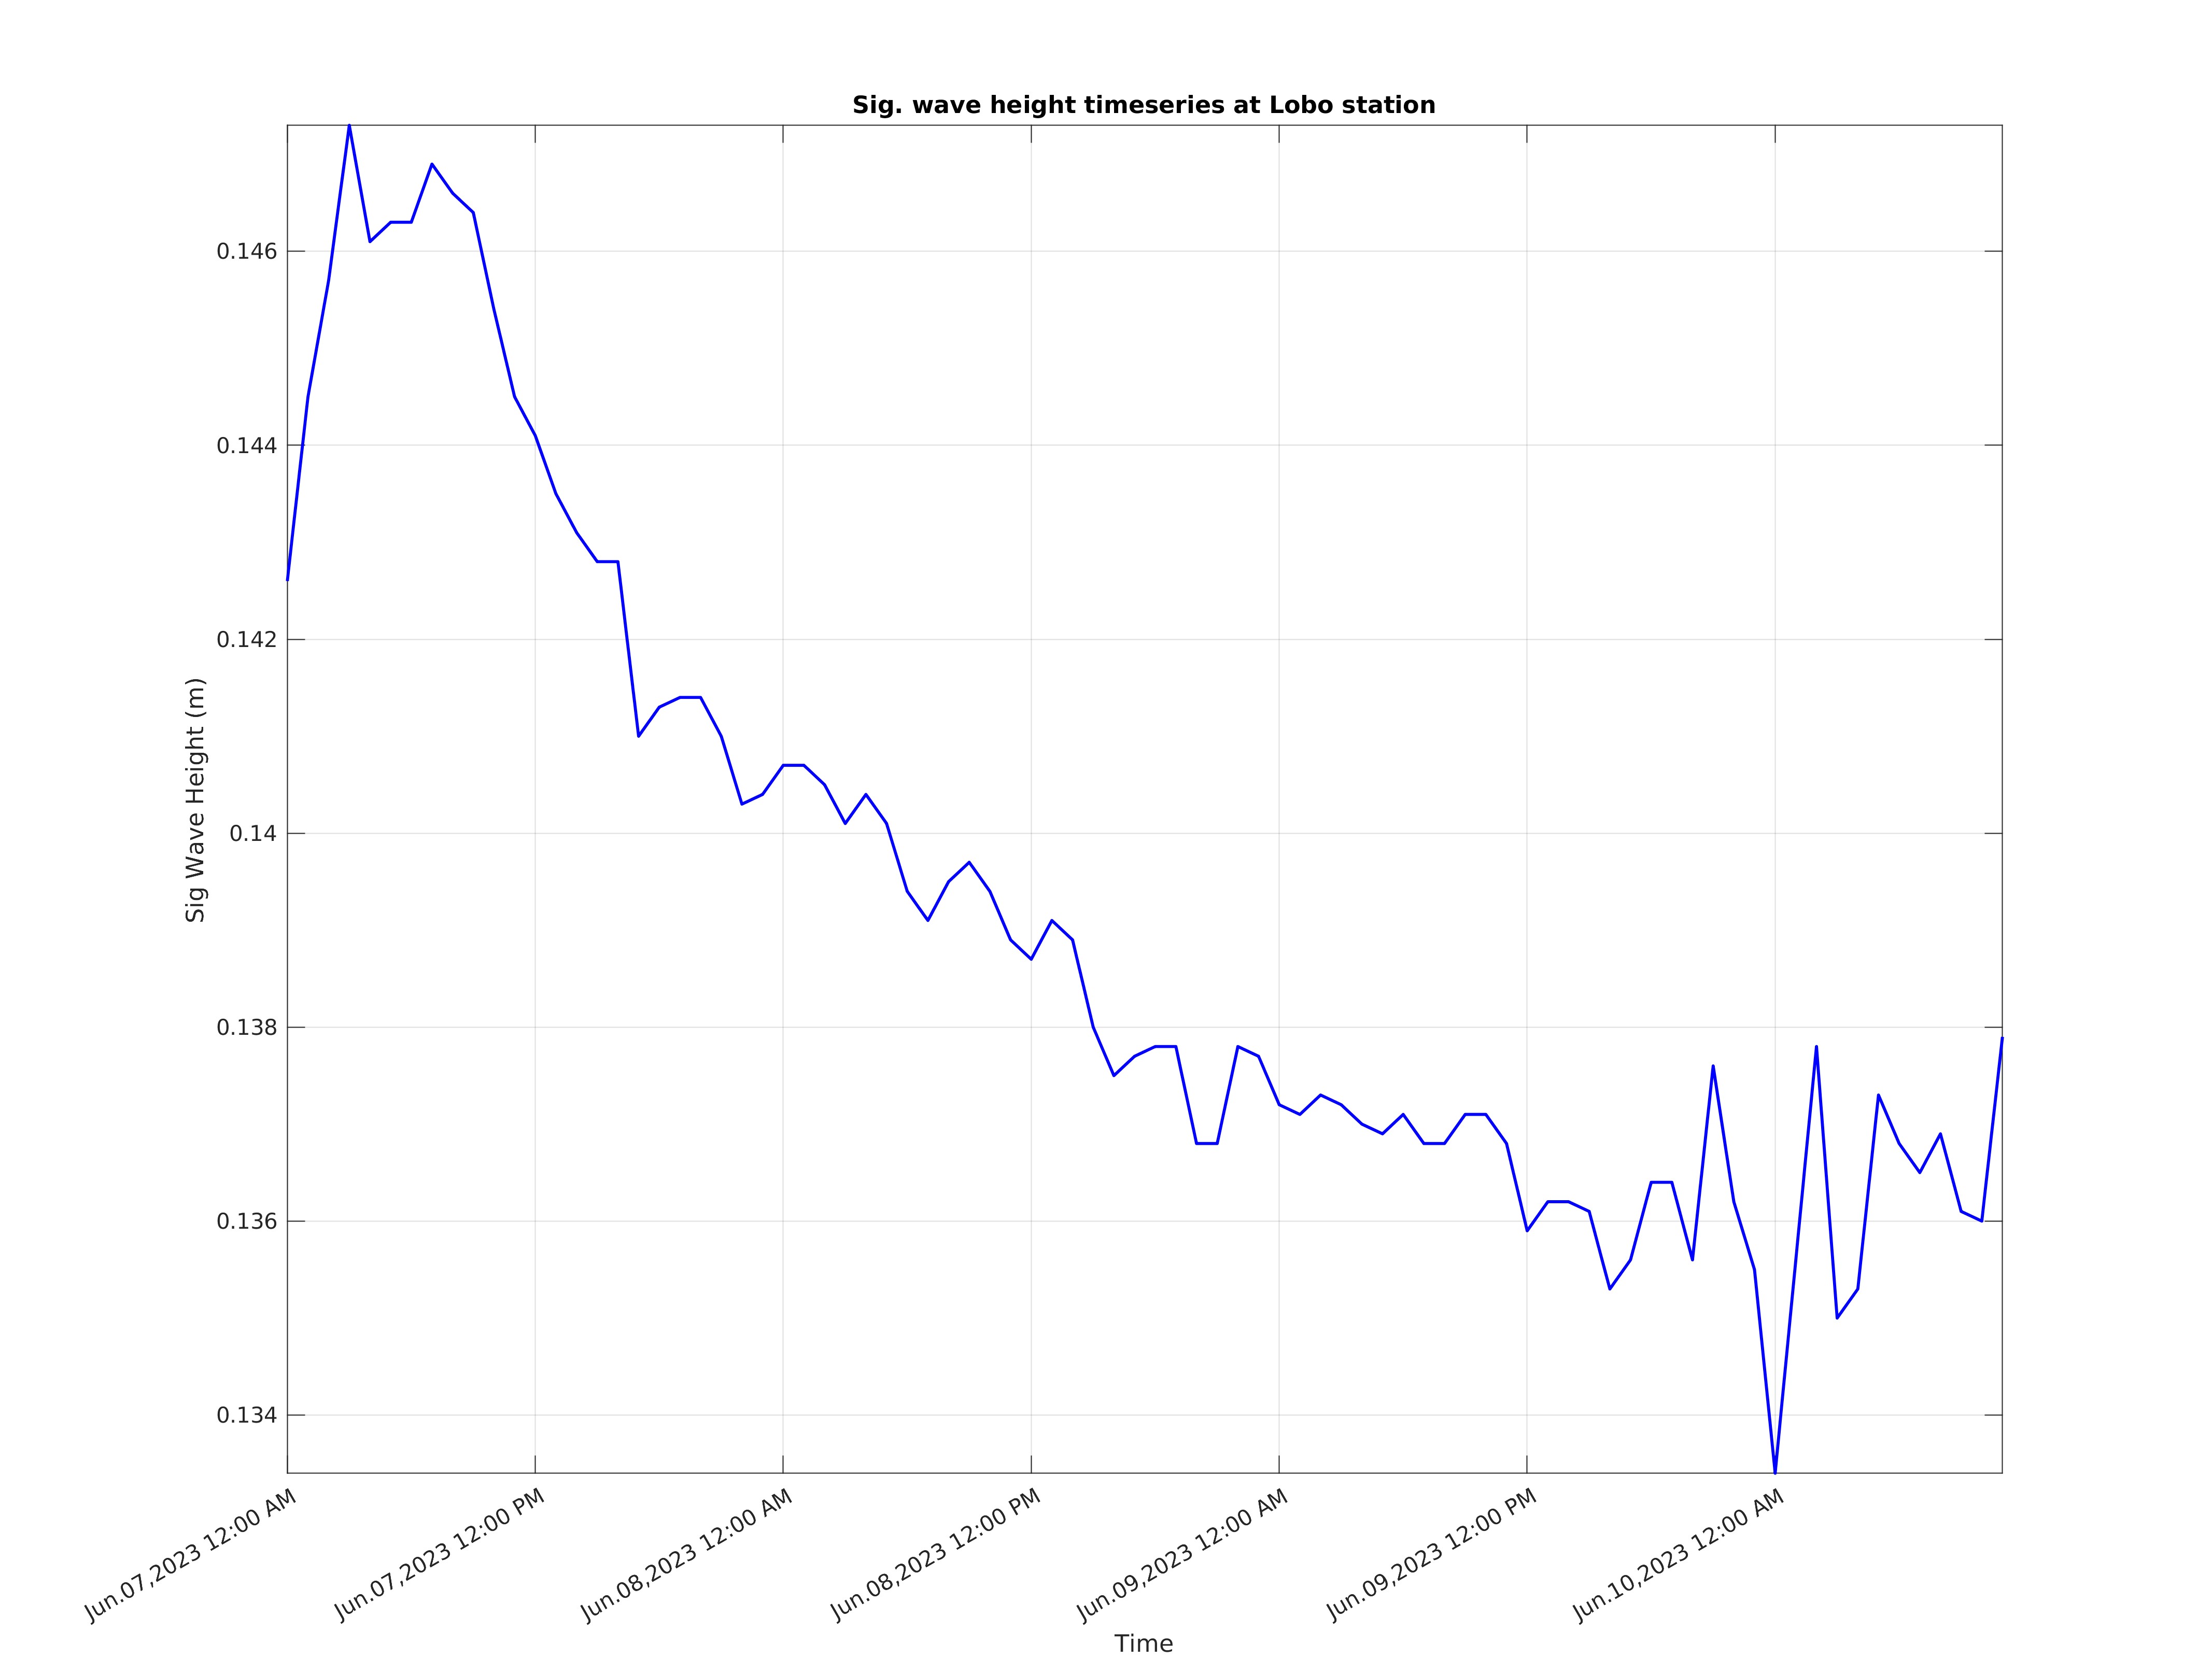 Sig. wave height timeseries at Lobo station
0.146
0.144
0.142
0.14
0.138
0.136
0.134
Sig Wave Height (m)
Jun.07,2023 12:00 AM
Jun.07,2023 12:00 PM
Jun.08,2023 12:00 AM
Jun.08,2023 12:00 PM
Jun.09,2023 12:00 AM
Jun.09,2023 12:00 PM
Jun.10,2023 12:00 AM
Time